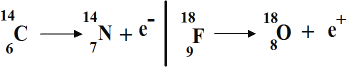 ¹⁴₆C ⟶ ¹⁴₇N + e⁻ | ¹⁸₉F ⟶ ¹⁸₈O + e⁺